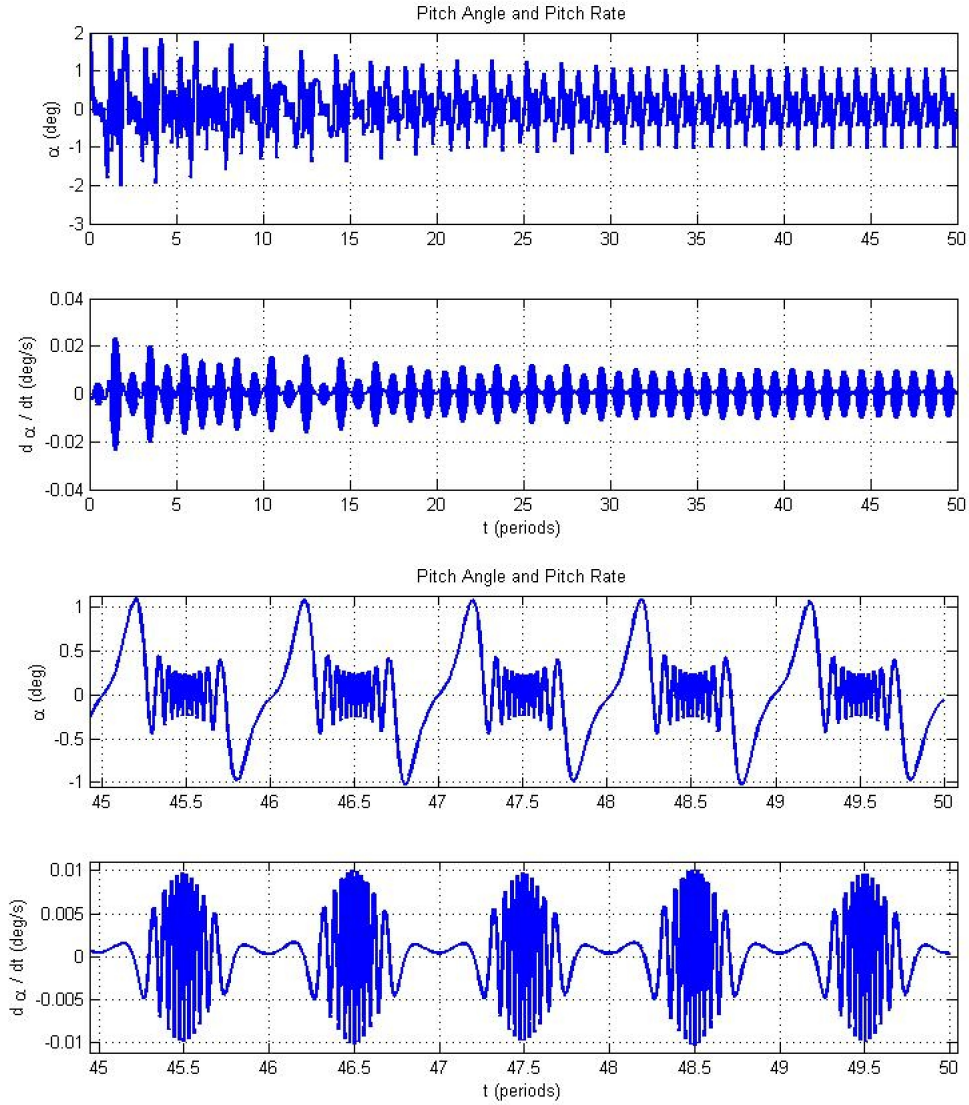 Pitch Angle and Pitch Rate
2
1
0
-1
-2
-3
α (deg)
0 5 10 15 20 25 30 35 40 45 50
0.04
0.02
0
-0.02
-0.04
d α / dt (deg/s)
0 5 10 15 20 25 30 35 40 45 50
t (periods)
Pitch Angle and Pitch Rate
1
0.5
0
-0.5
-1
α (deg)
45 45.5 46 46.5 47 47.5 48 48.5 49 49.5 50
0.01
0.005
0
-0.005
-0.01
d α / dt (deg/s)
45 45.5 46 46.5 47 47.5 48 48.5 49 49.5 50
t (periods)